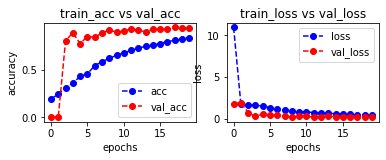 train_acc vs val_acc
accuracy
0.5
0.0
0
5
10
15
epochs
acc
val_acc
train_loss vs val_loss
loss
10
5
0
0
5
10
15
epochs
loss
val_loss